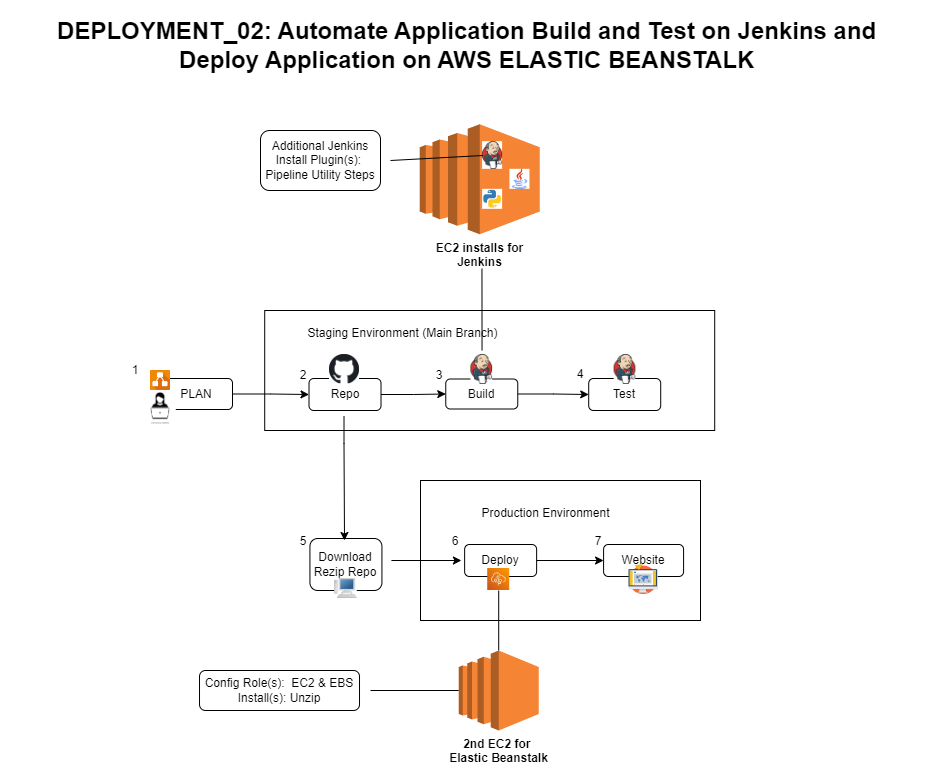 DEPLOYMENT_02: Automate Application Build and Test on Jenkins and
Deploy Application on AWS ELASTIC BEANSTALK
Additional Jenkins
Install Plugin(s):
Pipeline Utility Steps
EC2 installs for
Jenkins
Staging Environment (Main Branch)
1
PLAN
2
Repo
3
Build
4
Test
Production Environment
5
Download
Rezip Repo
6
Deploy
7
Website
Config Role(s):  EC2 & EBS
Install(s): Unzip
2nd EC2 for
Elastic Beanstalk